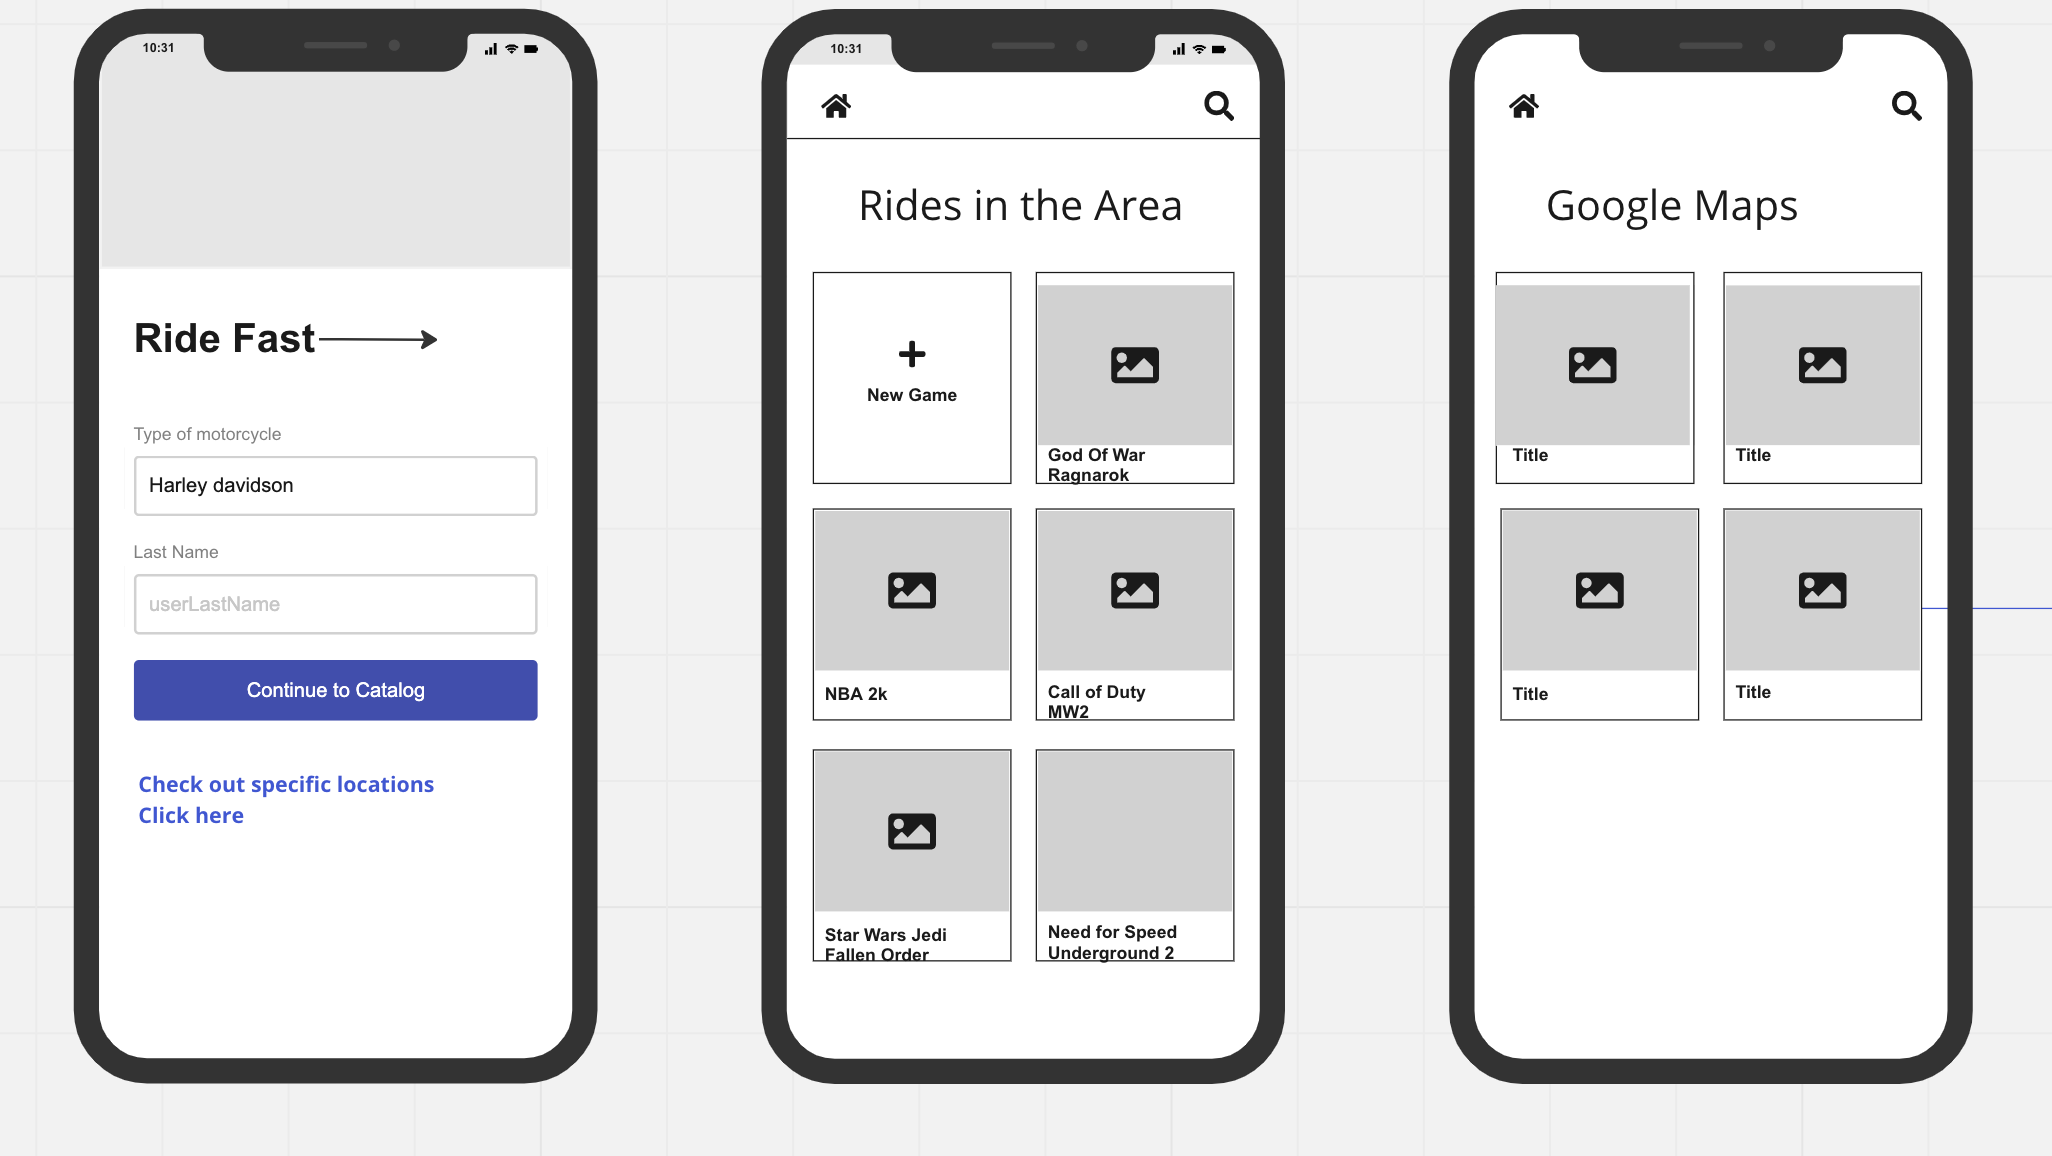 10:31
Ride Fast
Type of motorcycle
Harley davidson
Last Name
userLastName
Continue to Catalog
Check out specific locations
Click here
10:31
Rides in the Area
New Game
God Of War
Ragnarok
NBA 2k
Call of Duty
MW2
Star Wars Jedi
Fallen Order
Need for Speed
Underground 2
Google Maps
Title
Title
Title
Title